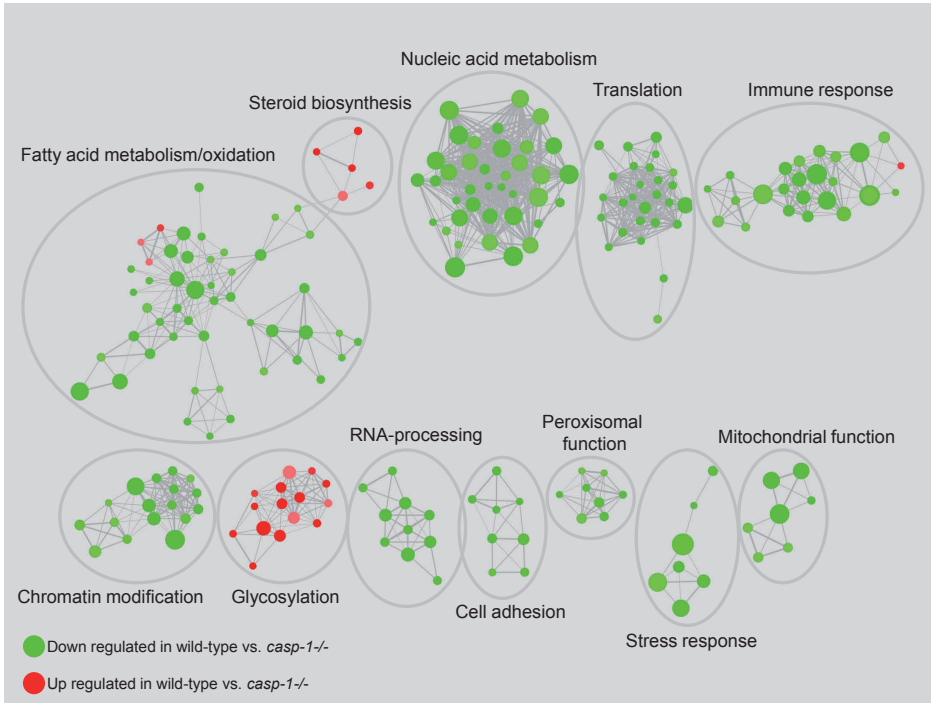 Nucleic acid metabolism
Steroid biosynthesis
Translation
Immune response
Fatty acid metabolism/oxidation
RNA-processing
Peroxisomal
function
Mitochondrial function
Chromatin modification
Glycosylation
Cell adhesion
Stress response
Down regulated in wild-type vs. casp-1-/-
Up regulated in wild-type vs. casp-1-/-